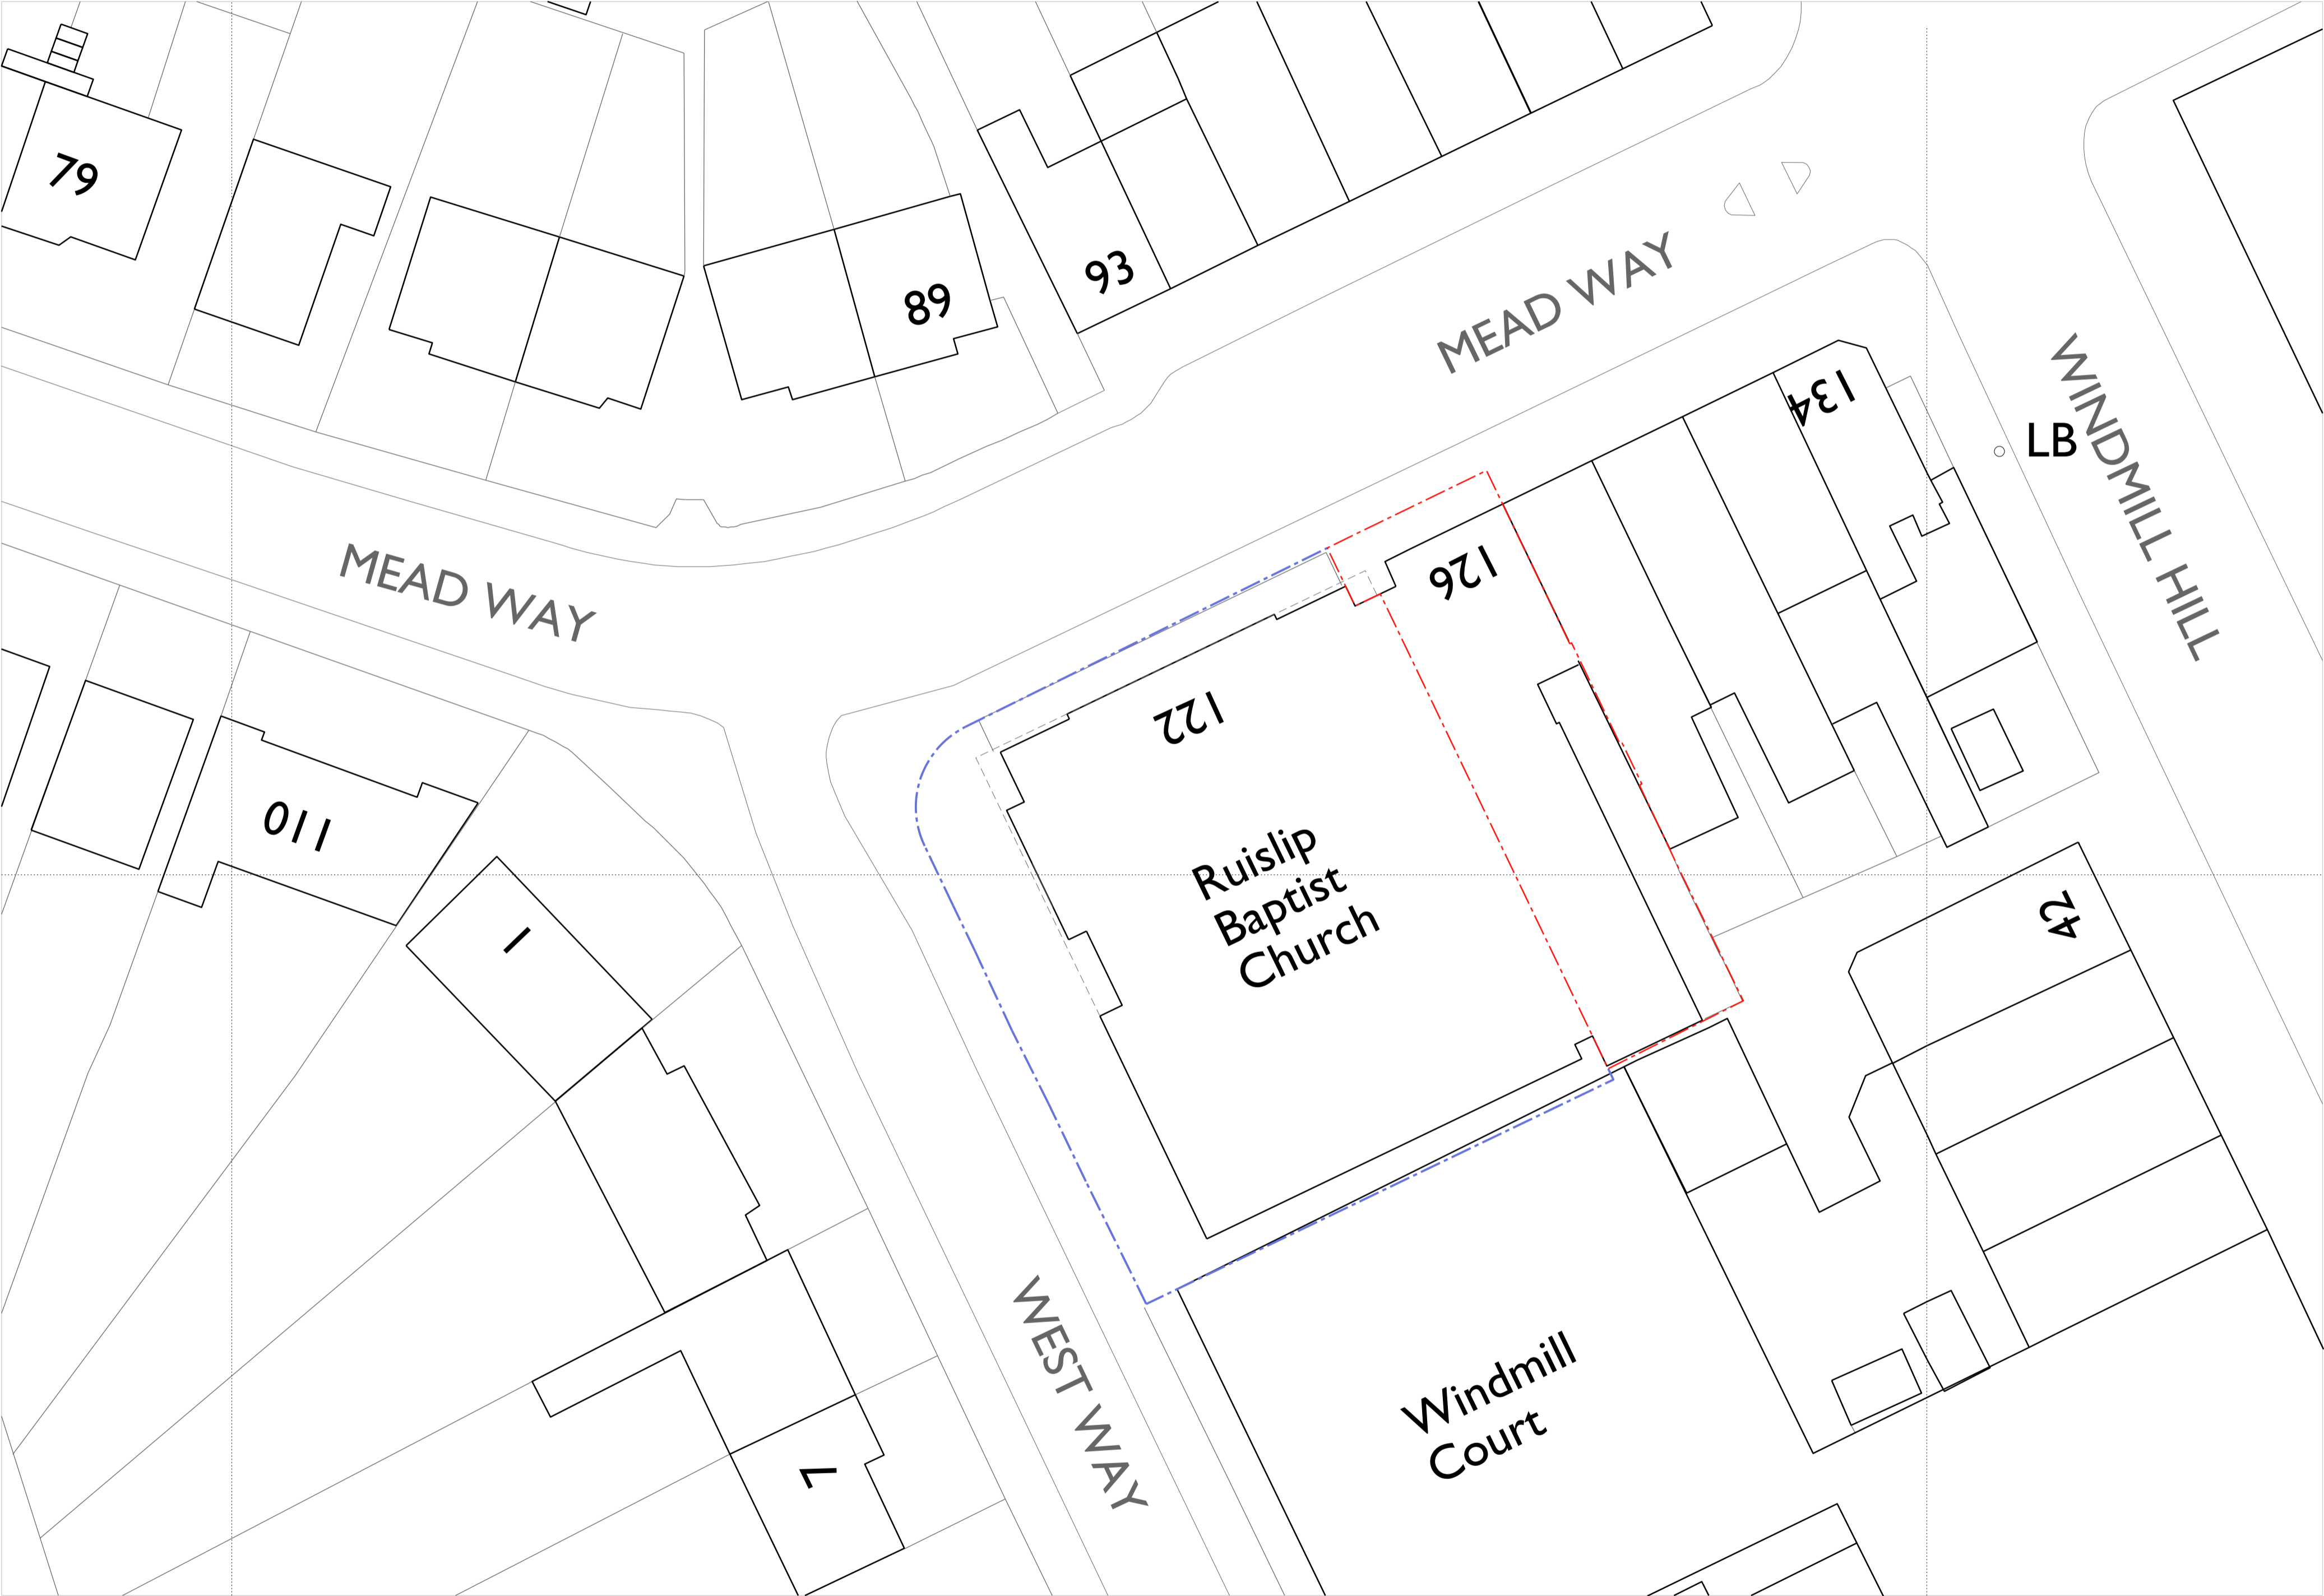 79
89
93
MEAD WAY
WINDMILL HILL
134
LB
MEAD WAY
126
122
110
Ruislip
Baptist
Church
1
42
WEST WAY
Windmill
Court
7